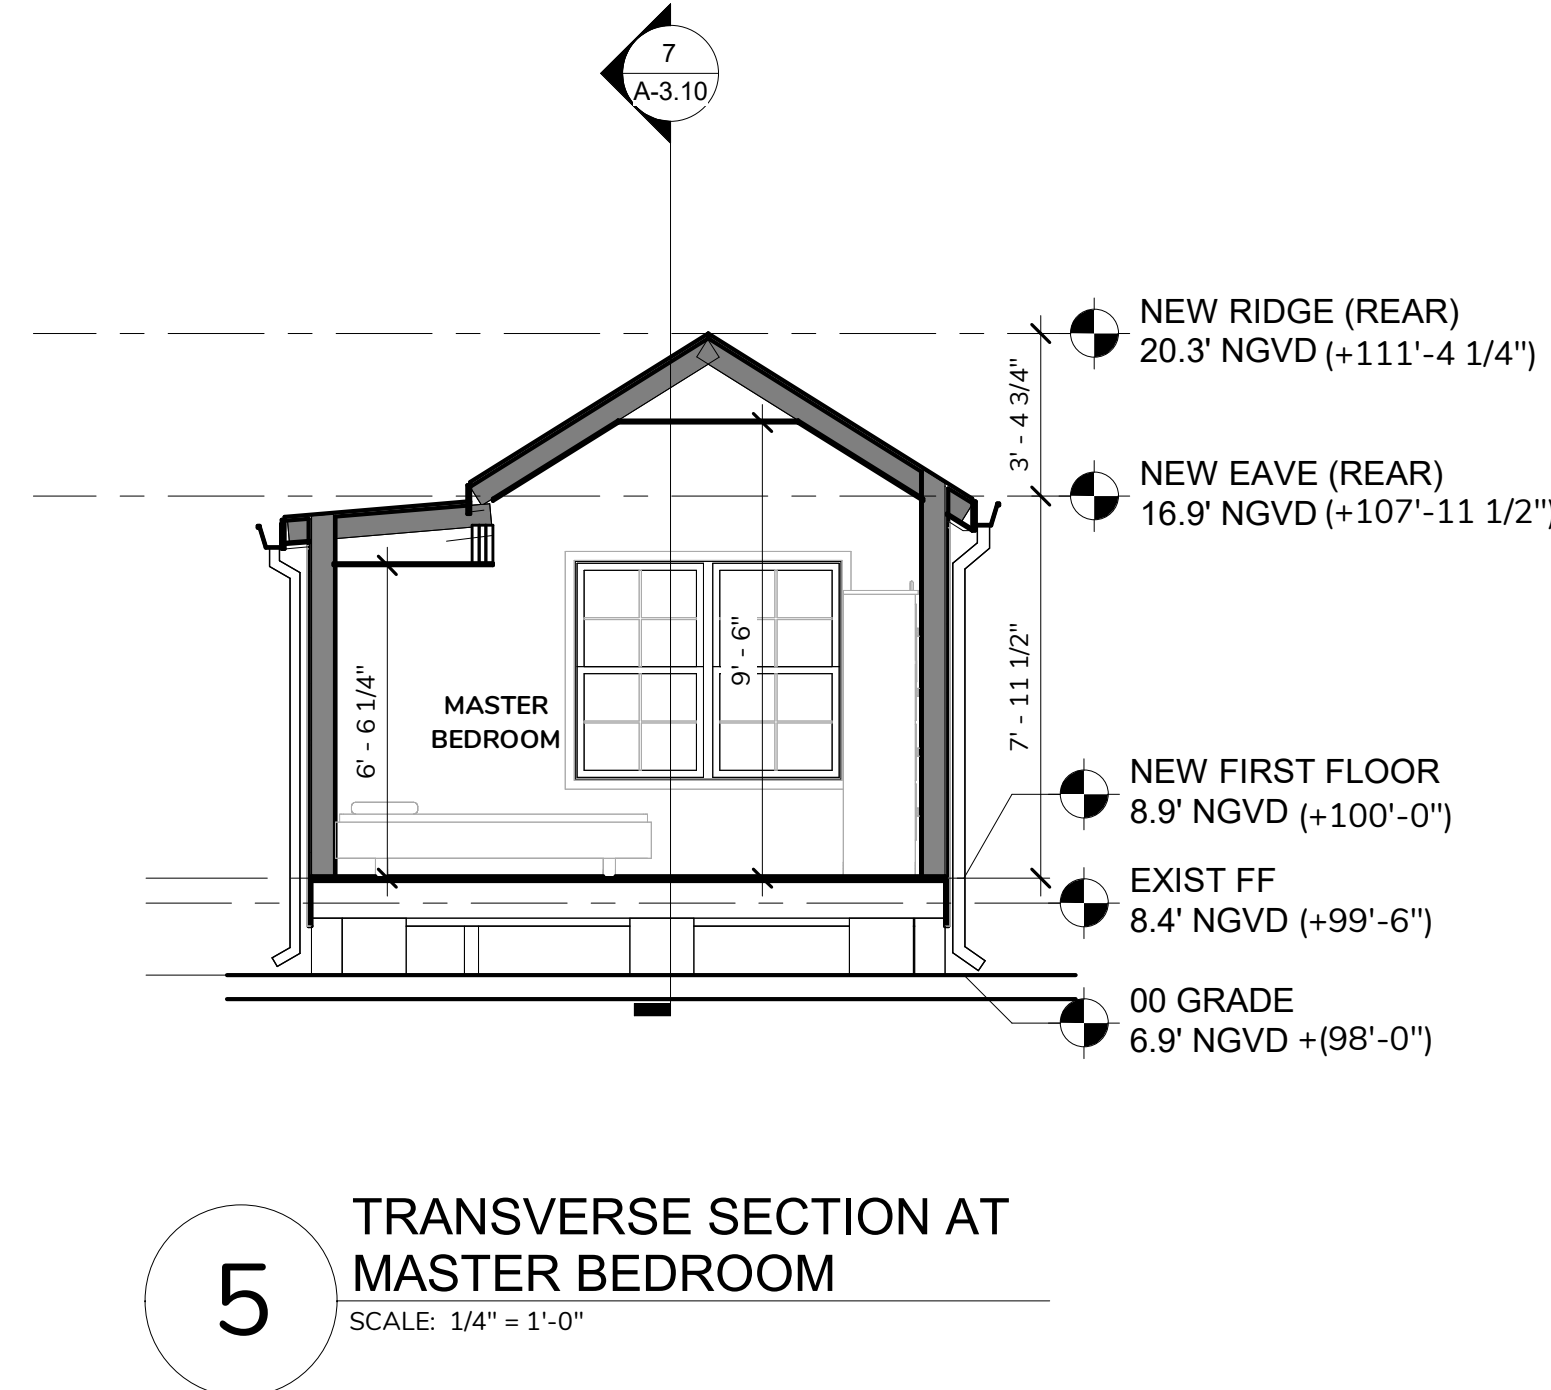 7
A-3.10
NEW RIDGE (REAR)
20.3' NGVD (+111'-4 1/4")
3' - 4 3/4"
NEW EAVE (REAR)
16.9' NGVD (+107'-11 1/2")
9' - 6"
7' - 11 1/2"
6' - 6 1/4"
MASTER
BEDROOM
NEW FIRST FLOOR
8.9' NGVD (+100'-0")
EXIST FF
8.4' NGVD (+99'-6")
00 GRADE
6.9' NGVD +(98'-0")
5
TRANSVERSE SECTION AT
MASTER BEDROOM
SCALE: 1/4" = 1'-0"